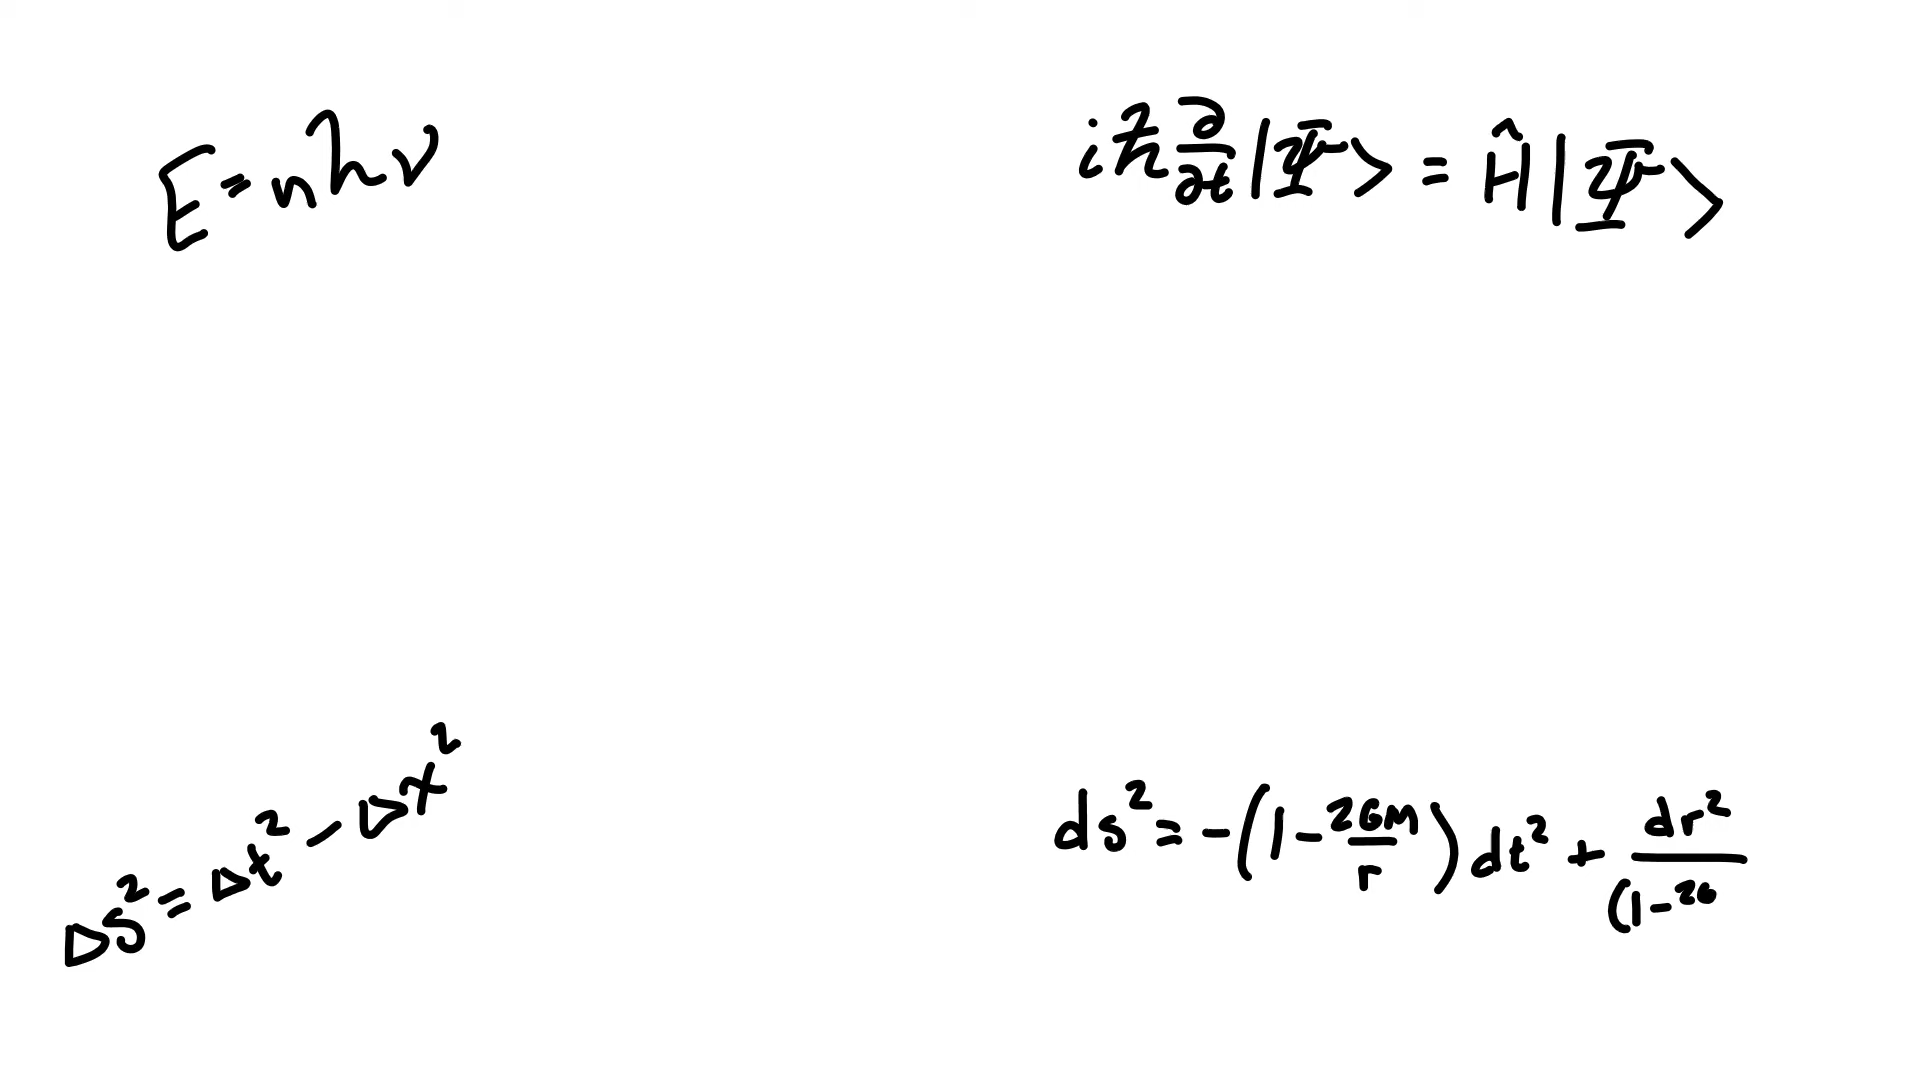 E=nhν
iℏ ∂/∂t |Ψ> = Ĥ|Ψ>
Δs²=Δt²-Δx²
ds²=-(1-2GM/r)dt²+dr²/(1-2G